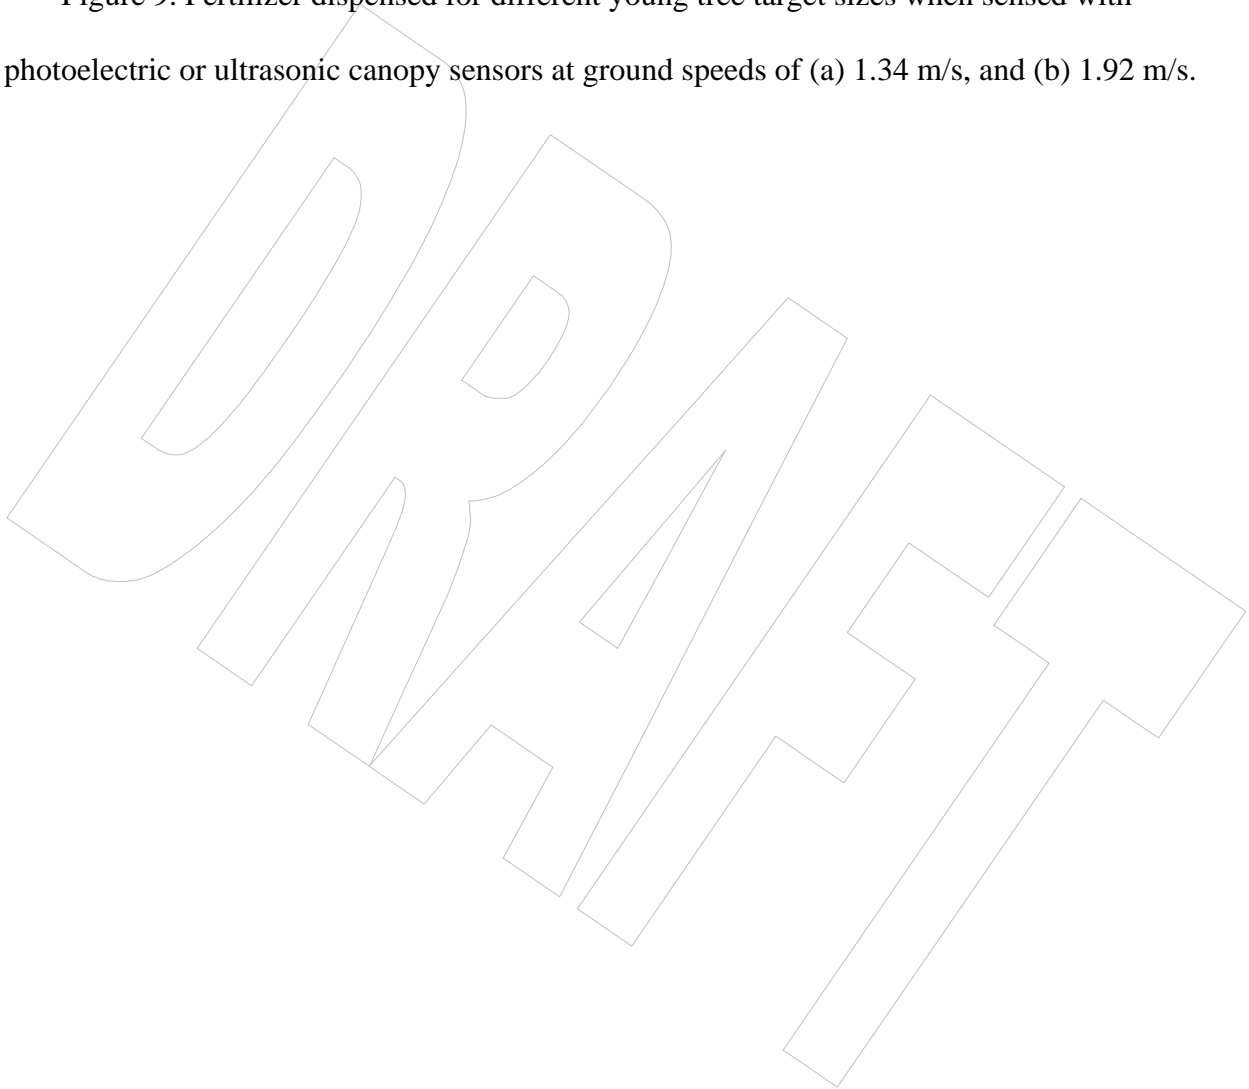 Figure 9. Fertilizer dispensed for different young tree target sizes when sensed with
photoelectric or ultrasonic canopy sensors at ground speeds of (a) 1.34 m/s, and (b) 1.92 m/s.
DRAFT